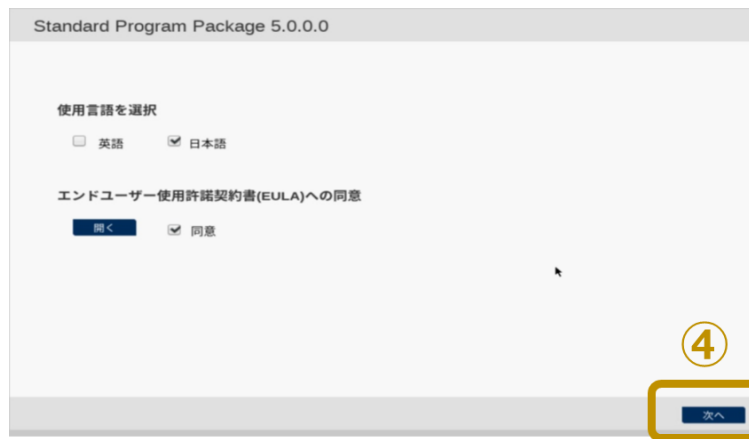 Standard Program Package 5.0.0.0
使用言語を選択
英語 日本語
エンドユーザー使用許諾契約書(EULA)への同意
開く 同意
④
次へ